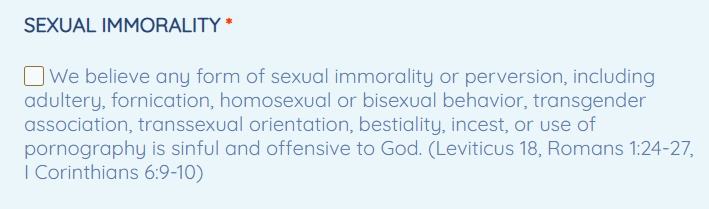 SEXUAL IMMORALITY *
We believe any form of sexual immorality or perversion, including
adultery, fornication, homosexual or bisexual behavior, transgender
association, transsexual orientation, bestiality, incest, or use of
pornography is sinful and offensive to God. (Leviticus 18, Romans 1:24-27,
I Corinthians 6:9-10)